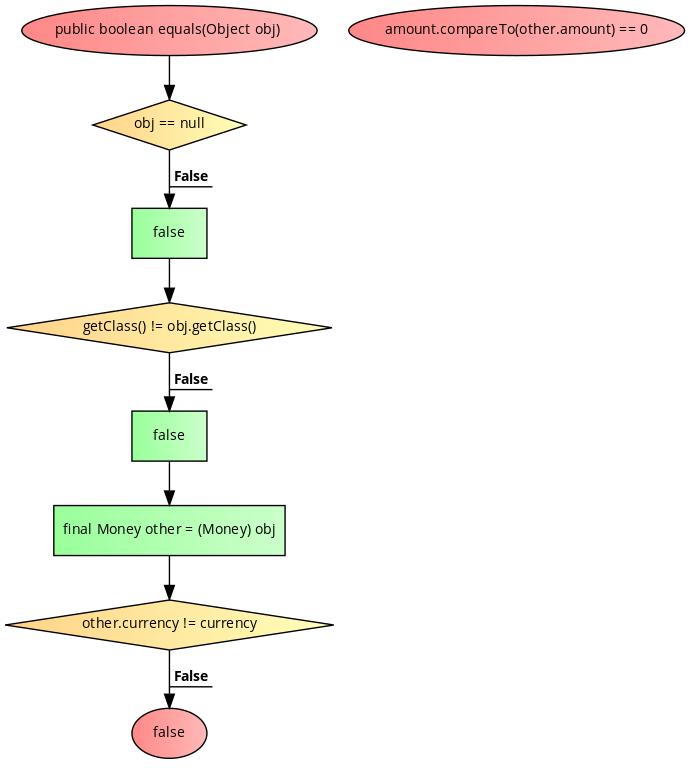 public boolean equals(Object obj)
amount.compareTo(other.amount) == 0
obj == null
False
false
getClass() != obj.getClass()
False
false
final Money other = (Money) obj
other.currency != currency
False
false